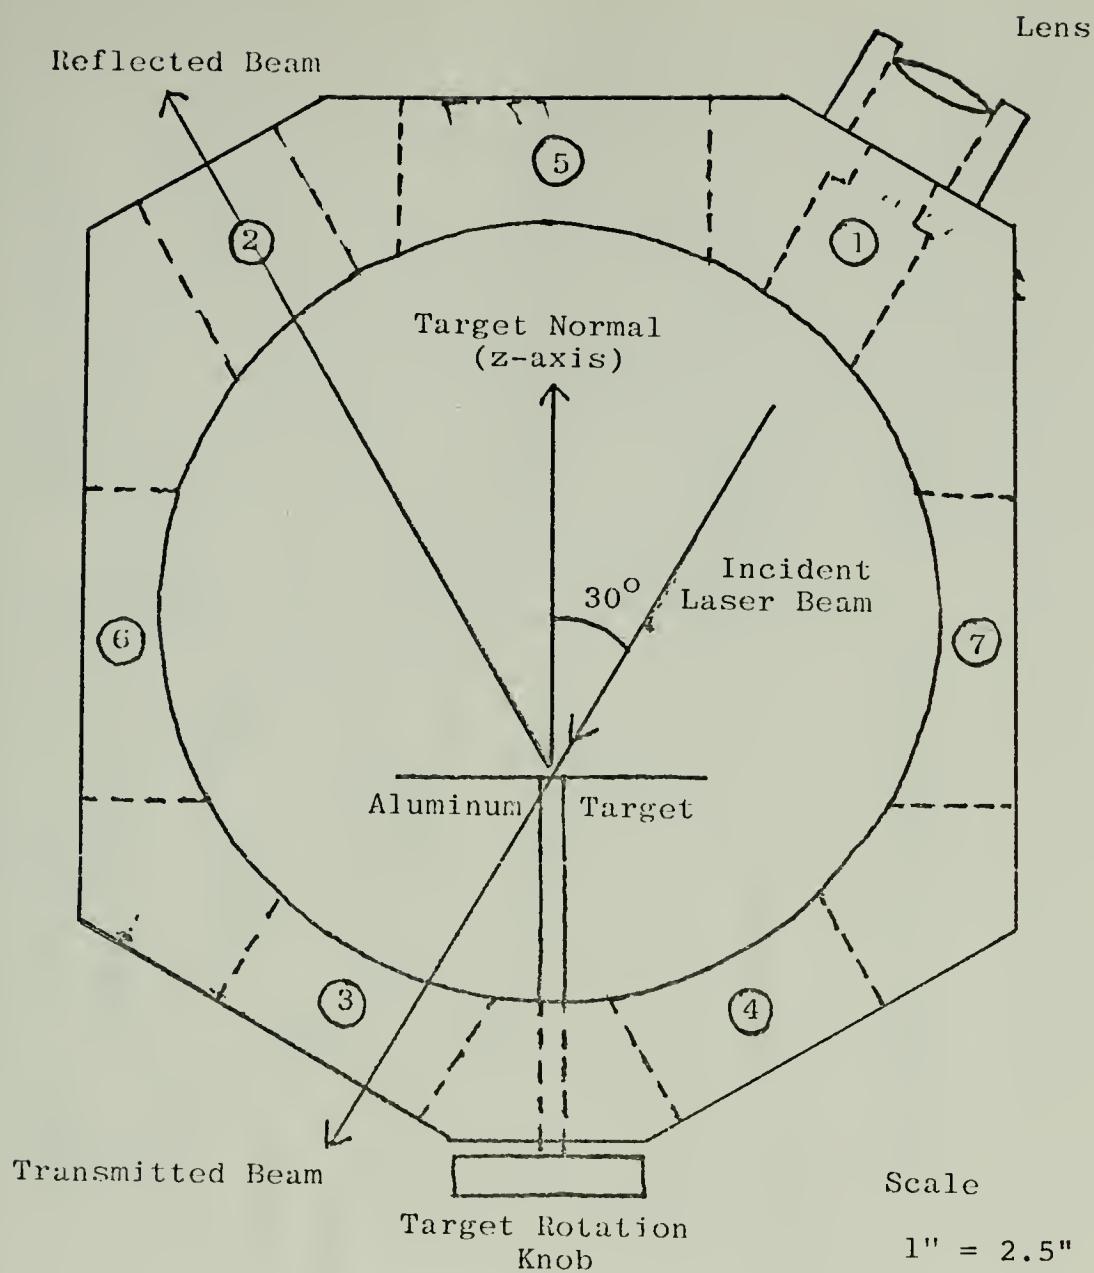 Lens
Reflected Beam
5
2
1
Target Normal
(z-axis)
30°
Incident
Laser Beam
6
7
Aluminum Target
3
4
Transmitted Beam
Scale
Target Rotation
Knob
1" = 2.5"